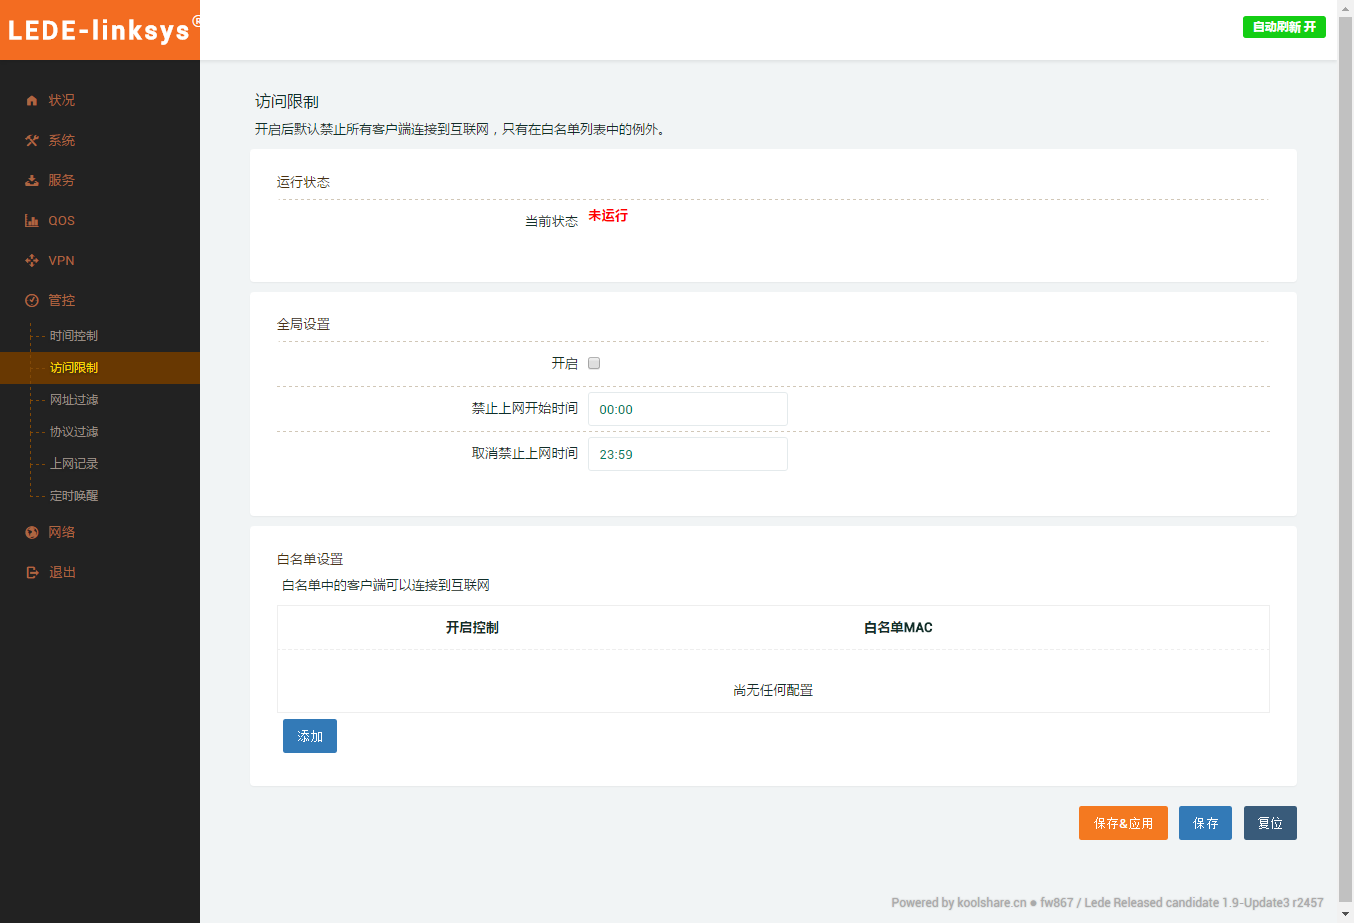 LEDE-linksys®
自动刷新 开
状况
系统
服务
QOS
VPN
管控
时间控制
访问限制
网址过滤
协议过滤
上网记录
定时唤醒
网络
退出
访问限制
开启后默认禁止所有客户端连接到互联网，只有在白名单列表中的例外。
运行状态
当前状态 未运行
全局设置
开启
禁止上网开始时间 00:00
取消禁止上网时间 23:59
白名单设置
白名单中的客户端可以连接到互联网
开启控制 白名单MAC
尚无任何配置
添加
保存&应用 保存 复位
Powered by koolshare.cn ● fw867 / Lede Released candidate 1.9-Update3 r2457